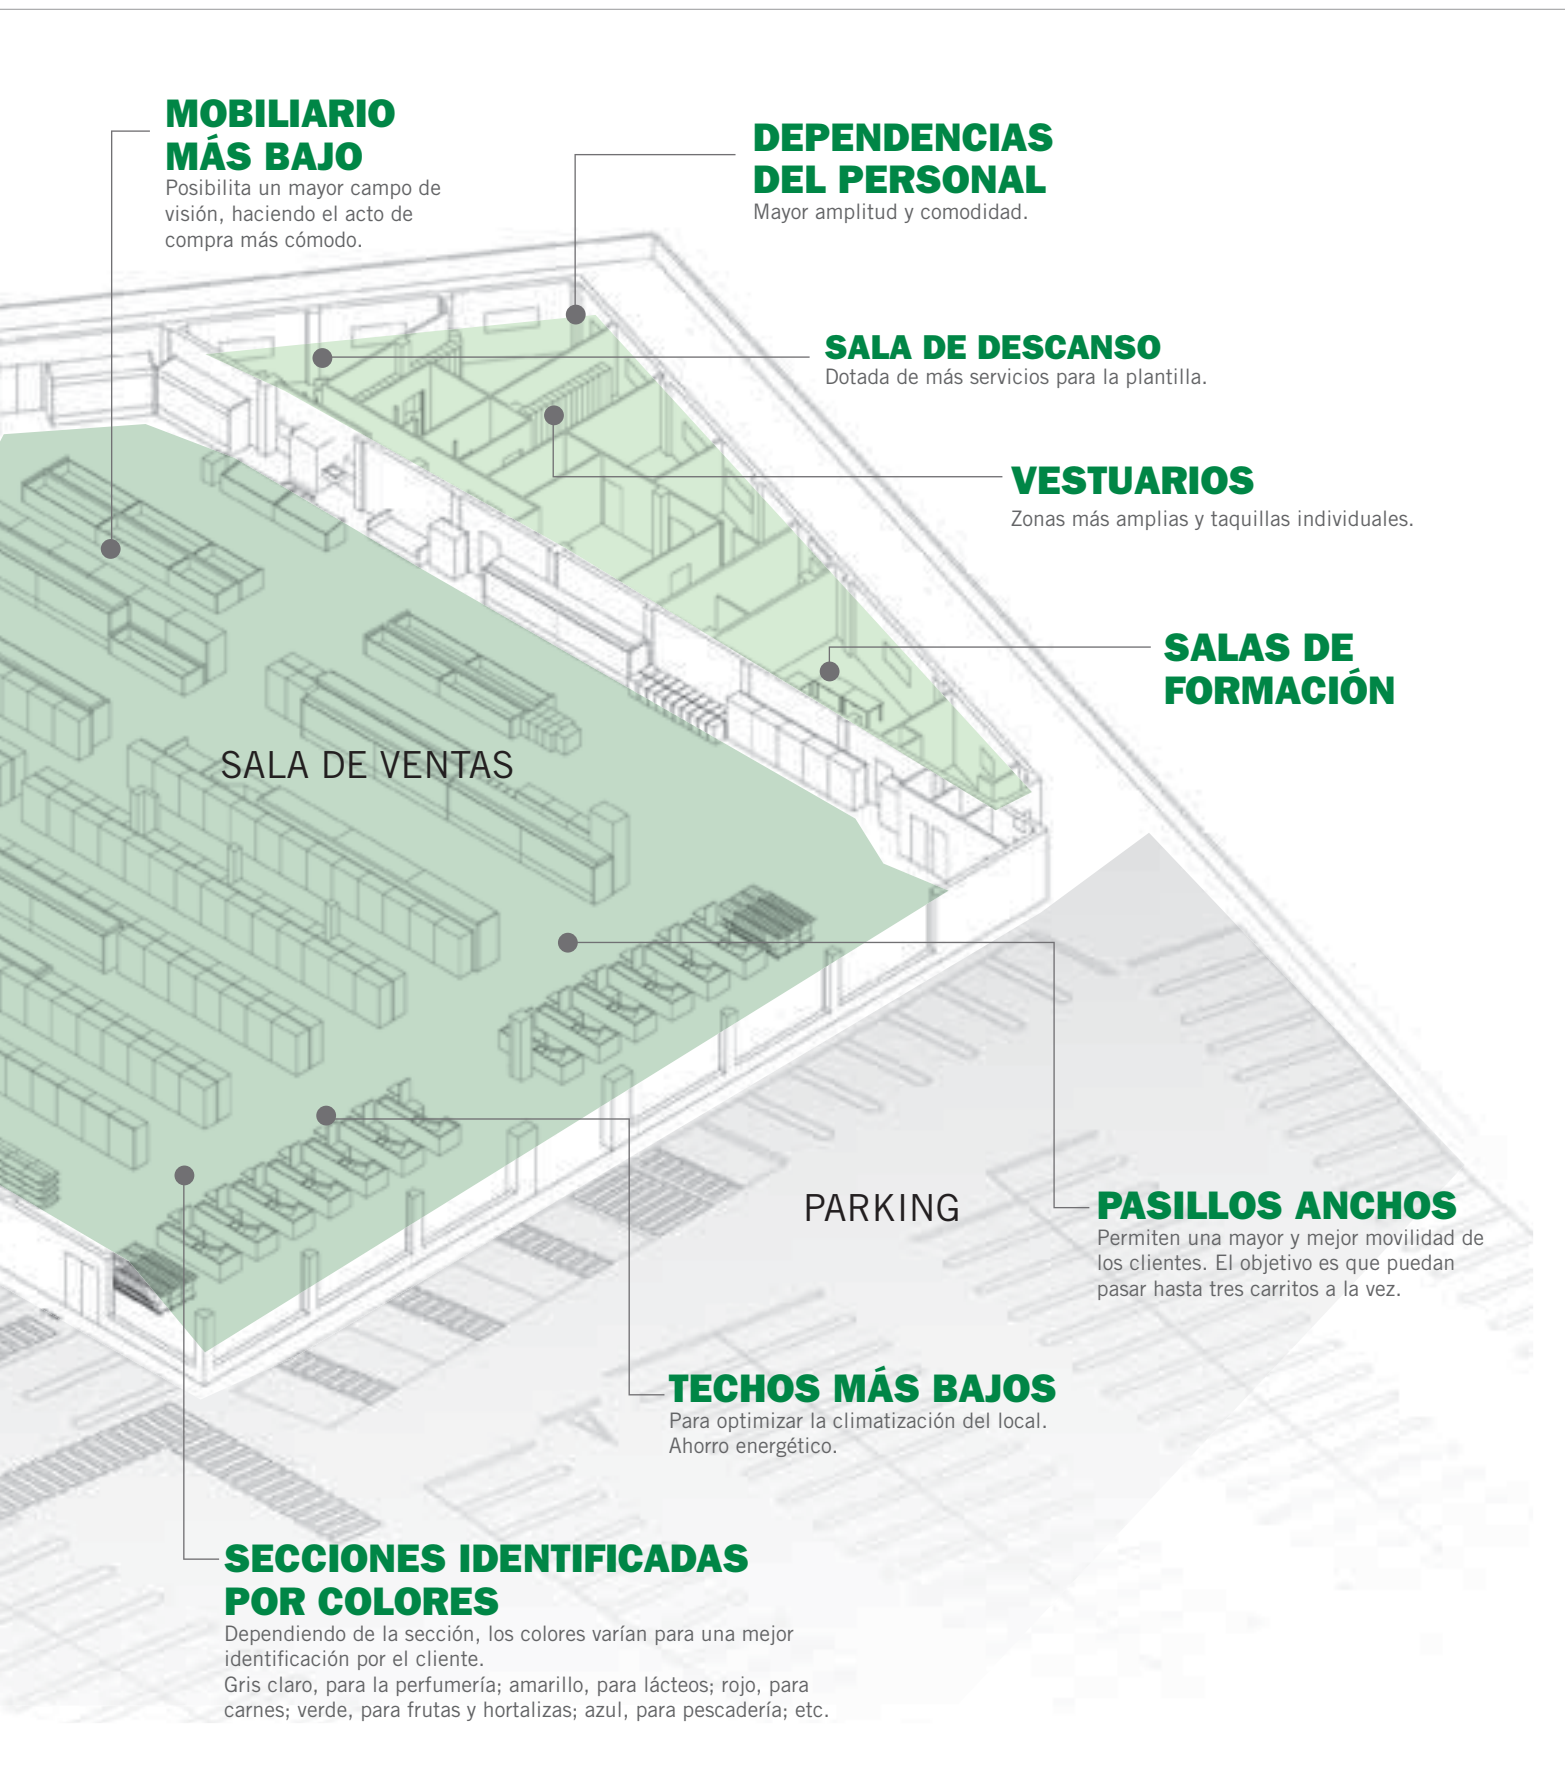 MOBILIARIO
MÁS BAJO
Posibilita un mayor campo de
visión, haciendo el acto de
compra más cómodo.
DEPENDENCIAS
DEL PERSONAL
Mayor amplitud y comodidad.
SALA DE DESCANSO
Dotada de más servicios para la plantilla.
VESTUARIOS
Zonas más amplias y taquillas individuales.
SALAS DE
FORMACIÓN
SALA DE VENTAS
PARKING
PASILLOS ANCHOS
Permiten una mayor y mejor movilidad de
los clientes. El objetivo es que puedan
pasar hasta tres carritos a la vez.
TECHOS MÁS BAJOS
Para optimizar la climatización del local.
Ahorro energético.
SECCIONES IDENTIFICADAS
POR COLORES
Dependiendo de la sección, los colores varían para una mejor
identificación por el cliente.
Gris claro, para la perfumería; amarillo, para lácteos; rojo, para
carnes; verde, para frutas y hortalizas; azul, para pescadería; etc.